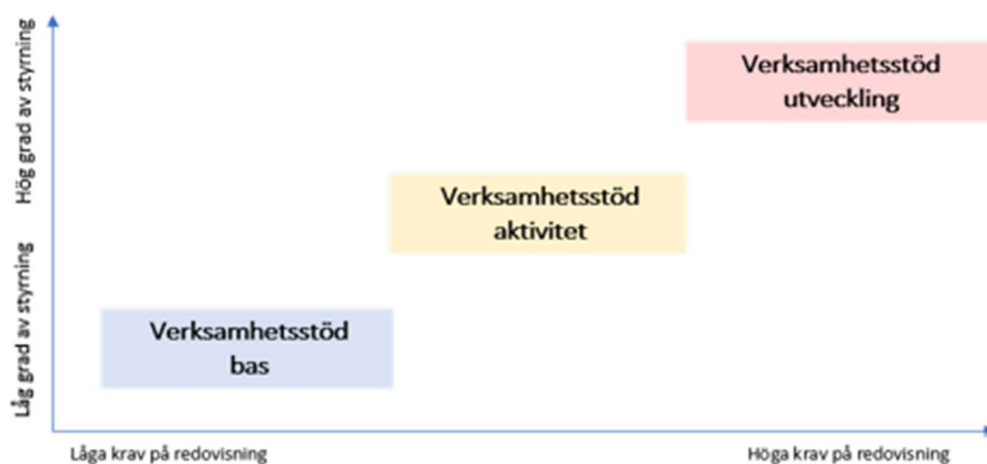 Hög grad av styrning
Låg grad av styrning
Verksamhetsstöd
utveckling
Verksamhetsstöd
aktivitet
Verksamhetsstöd
bas
Låga krav på redovisning
Höga krav på redovisning